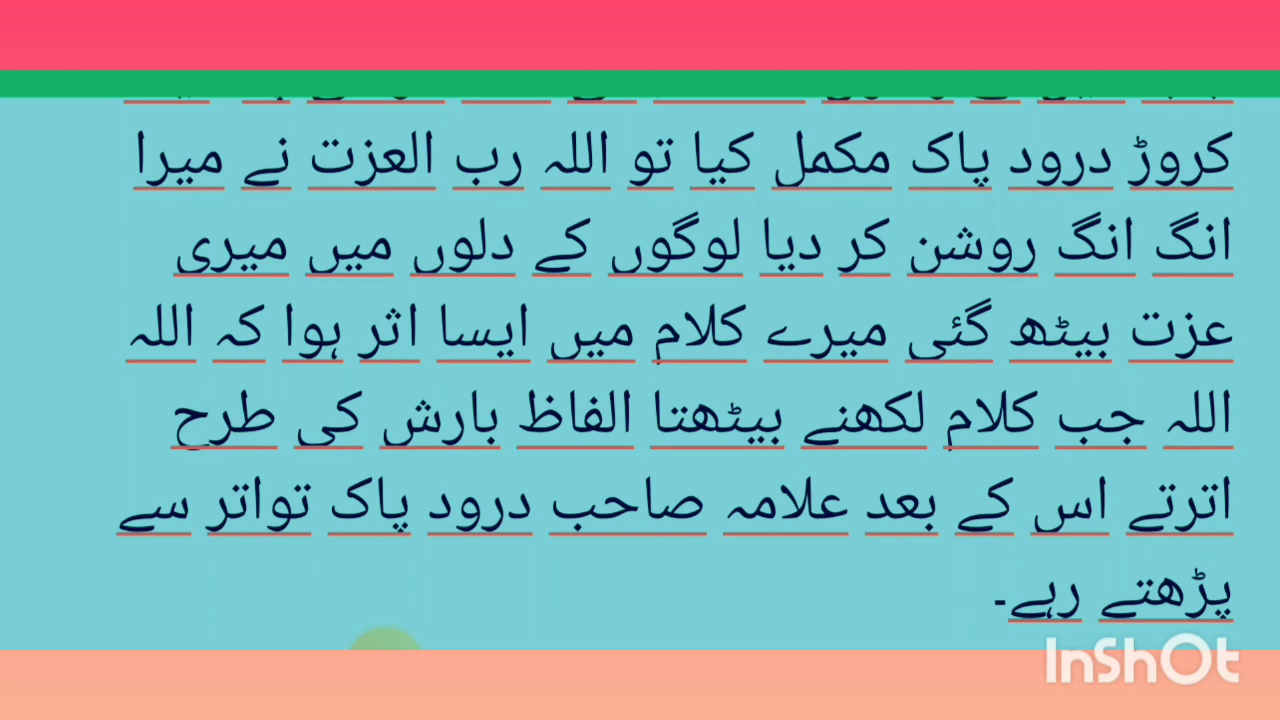 کروڑ درود پاک مکمل کیا تو اللہ رب العزت نے میرا
انگ انگ روشن کر دیا لوگوں کے دلوں میں میری
عزت بیٹھ گئی میرے کلام میں ایسا اثر ہوا کہ اللہ
اللہ جب کلام لکھنے بیٹھتا الفاظ بارش کی طرح
اترتے اس کے بعد علامہ صاحب درود پاک تواتر سے
پڑھتے رہے۔
InShOt